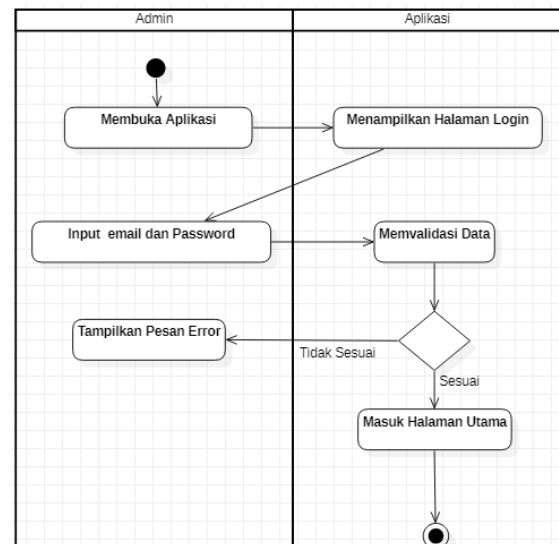 Admin
Aplikasi
Membuka Aplikasi
Menampilkan Halaman Login
Input email dan Password
Memvalidasi Data
Tampilkan Pesan Error
Tidak Sesuai
Sesuai
Masuk Halaman Utama